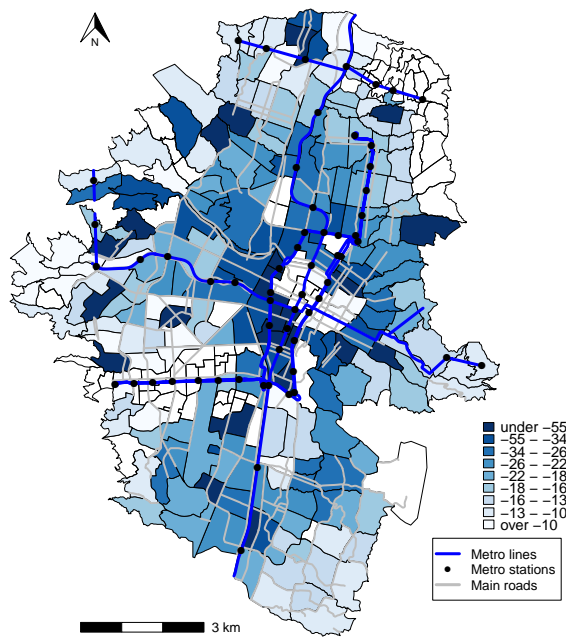 N
under −55
−55 − −34
−34 − −26
−26 − −22
−22 − −18
−18 − −16
−16 − −13
−13 − −10
over −10
Metro lines
Metro stations
Main roads
3 km